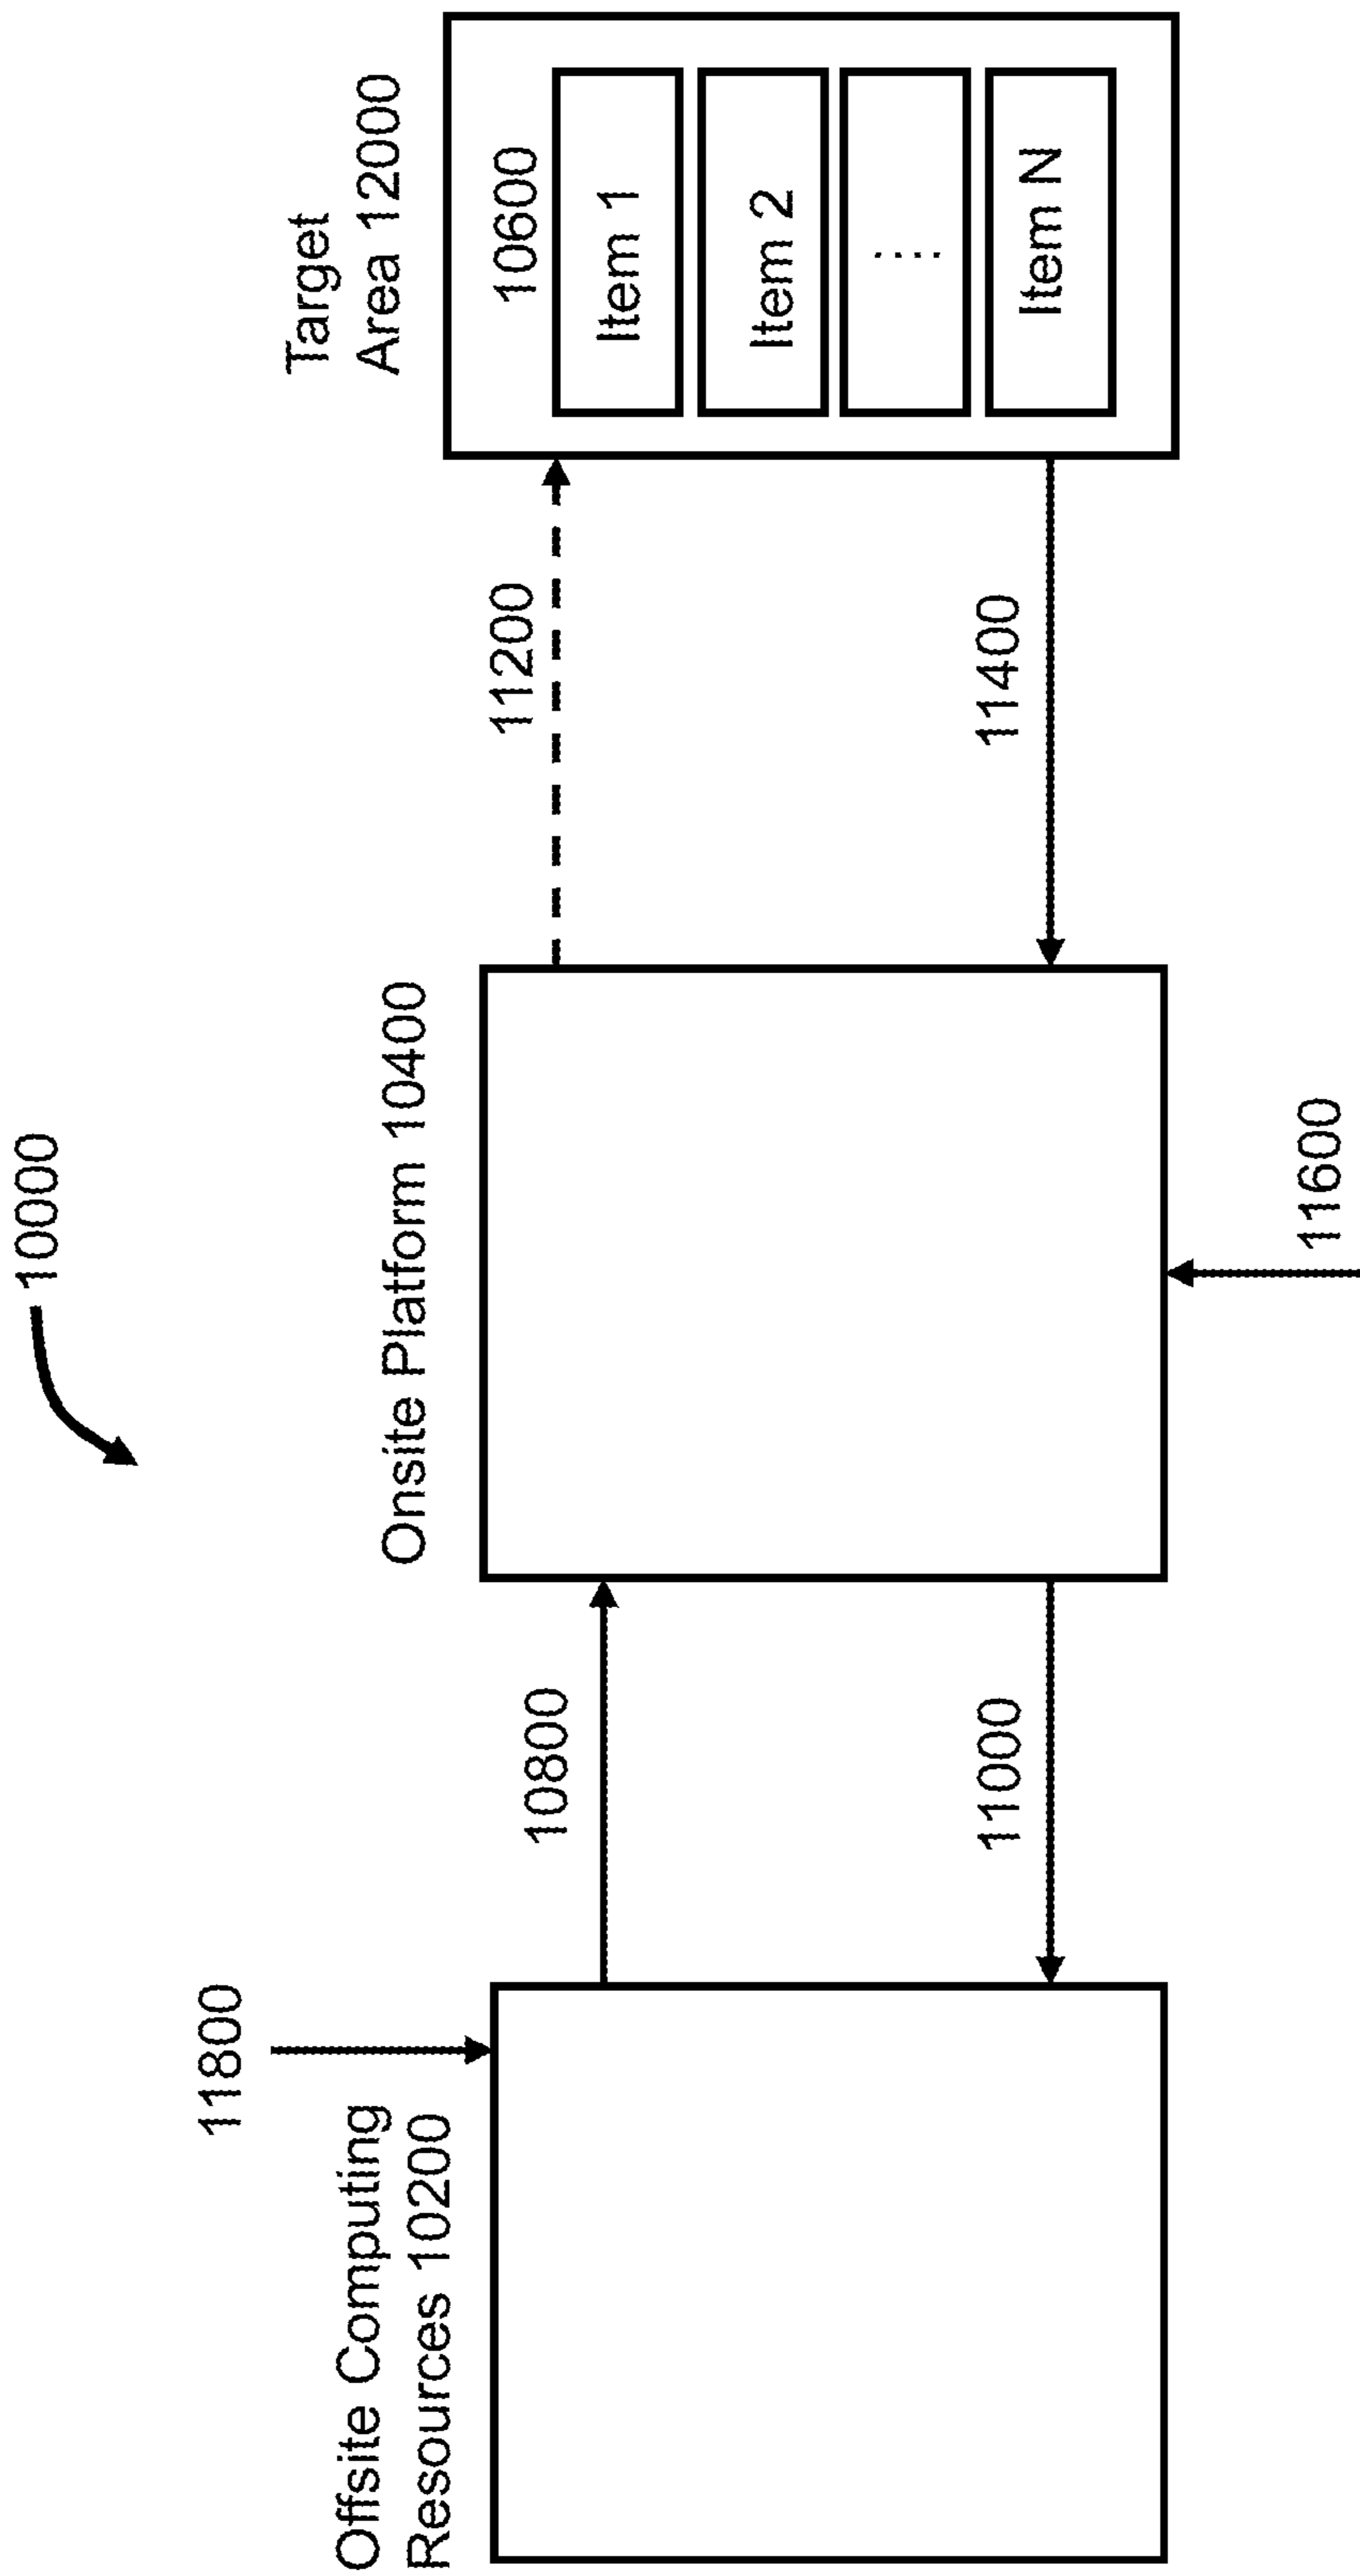 10000
11800
Offsite Computing
Resources 10200
10800
11000
Onsite Platform 10400
11600
11200
11400
Target
Area 12000
10600
Item 1
Item 2
....
Item N